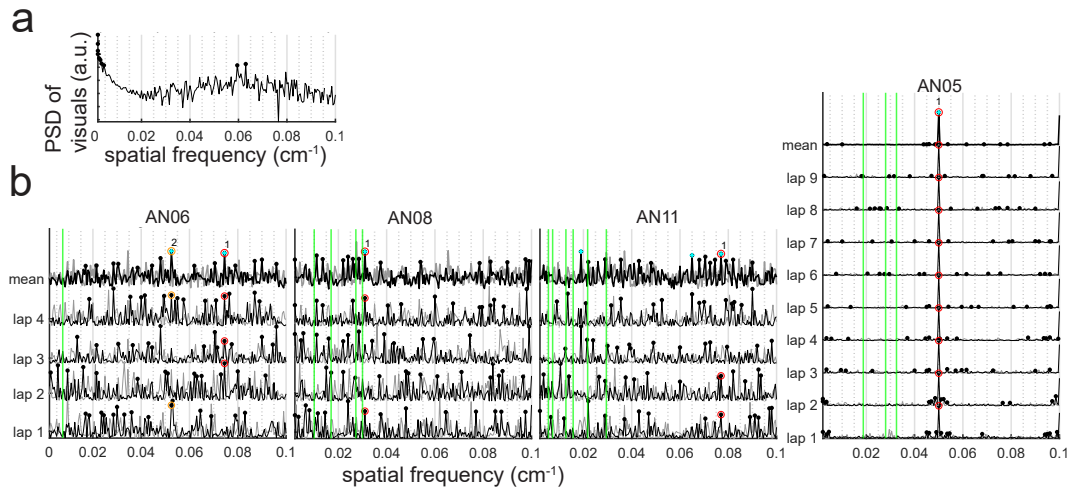 a
PSD of
visuals (a.u.)
0 0.02 0.04 0.06 0.08 0.1
spatial frequency (cm-1)
b
AN06
AN08
AN11
2
1
1
1
mean
lap 4
lap 3
lap 2
lap 1
0 0.02 0.04 0.06 0.08
0 0.02 0.04 0.06 0.08
0 0.02 0.04 0.06 0.08 0.1
spatial frequency (cm-1)
AN05
1
mean
lap 9
lap 8
lap 7
lap 6
lap 5
lap 4
lap 3
lap 2
lap 1
0.02 0.04 0.06 0.08 0.1